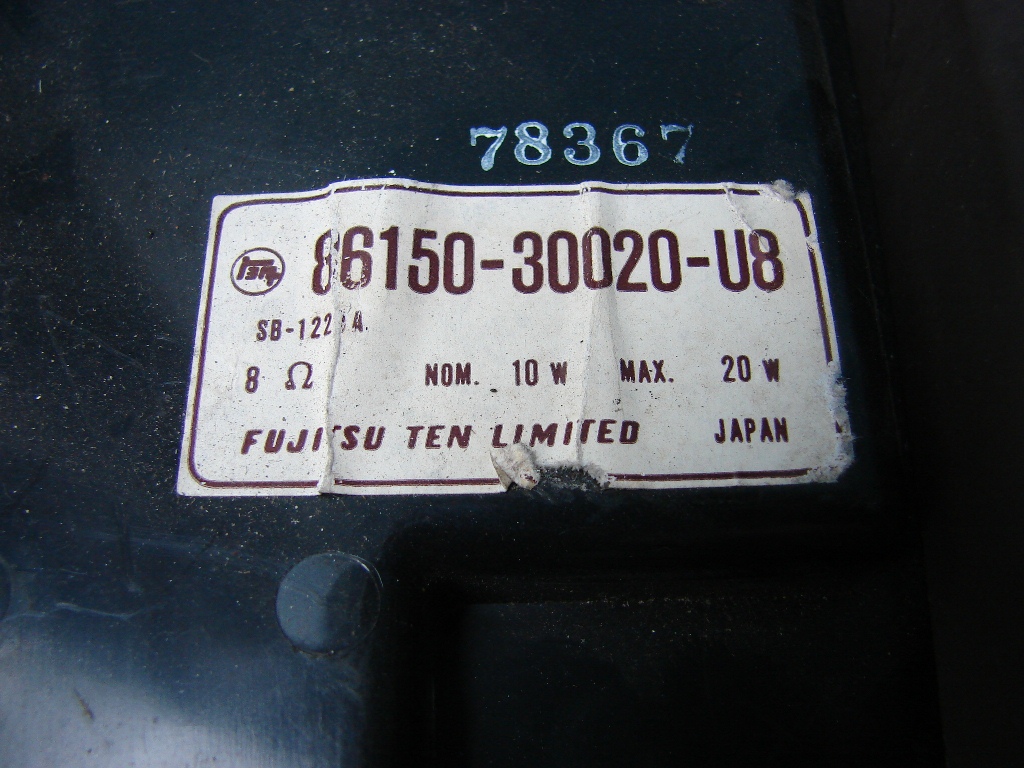 78367
86150-30020-U8
8 Ω NOM. 10 W MAX. 20 W
FUJITSU TEN LIMITED JAPAN